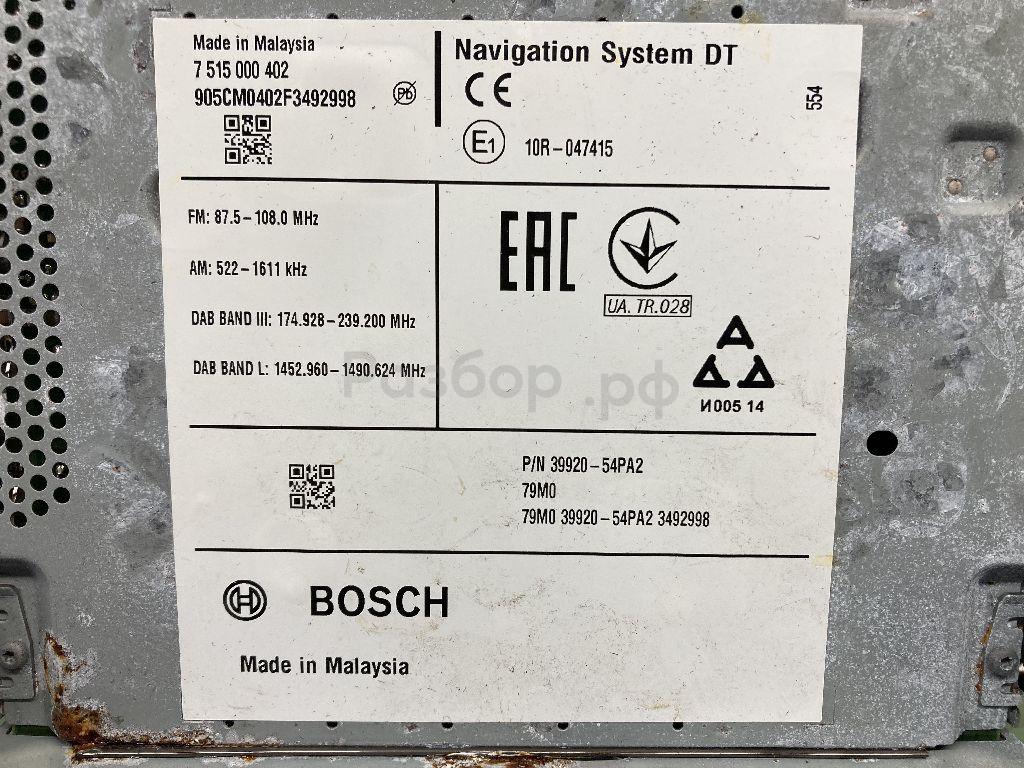 Made in Malaysia
7 515 000 402
905CM0402F3492998
Pb
Navigation System DT
CE
E1 10R-047415
554
FM: 87.5-108.0 MHz
AM: 522-1611 kHz
DAB BAND III: 174.928-239.200 MHz
DAB BAND L: 1452.960-1490.624 MHz
EAC
UA. TR.028
И005 14
Разбор.рф
P/N 39920-54PA2
79M0
79M0 39920-54PA2 3492998
BOSCH
Made in Malaysia